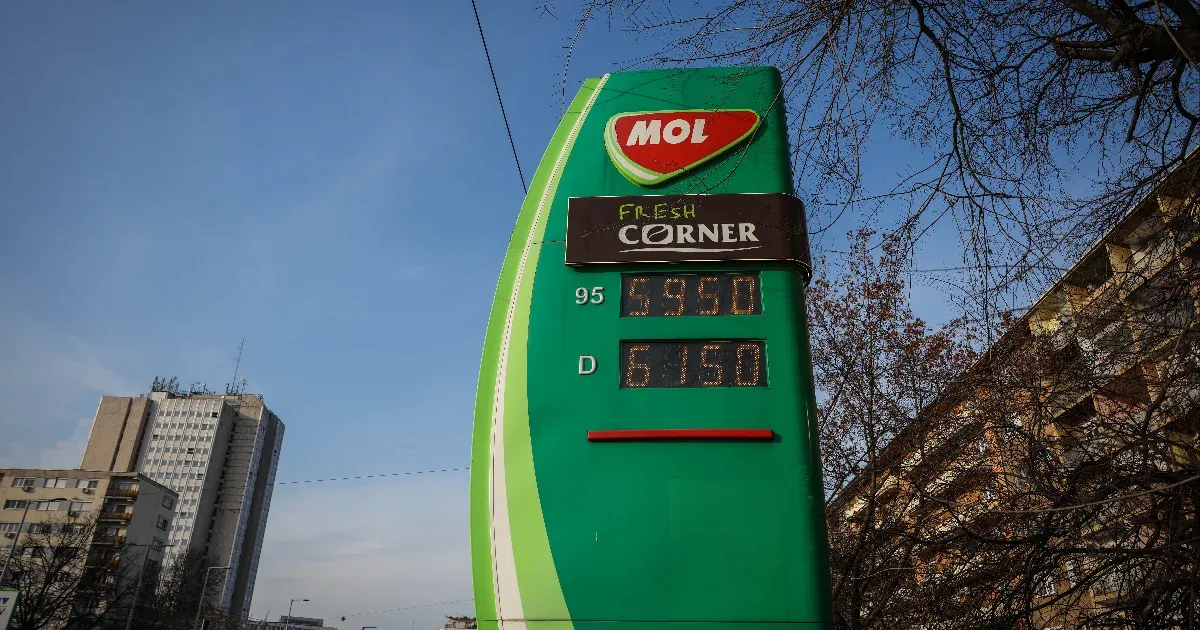 MOL
FRESH
CORNER
95 5950
D 6150